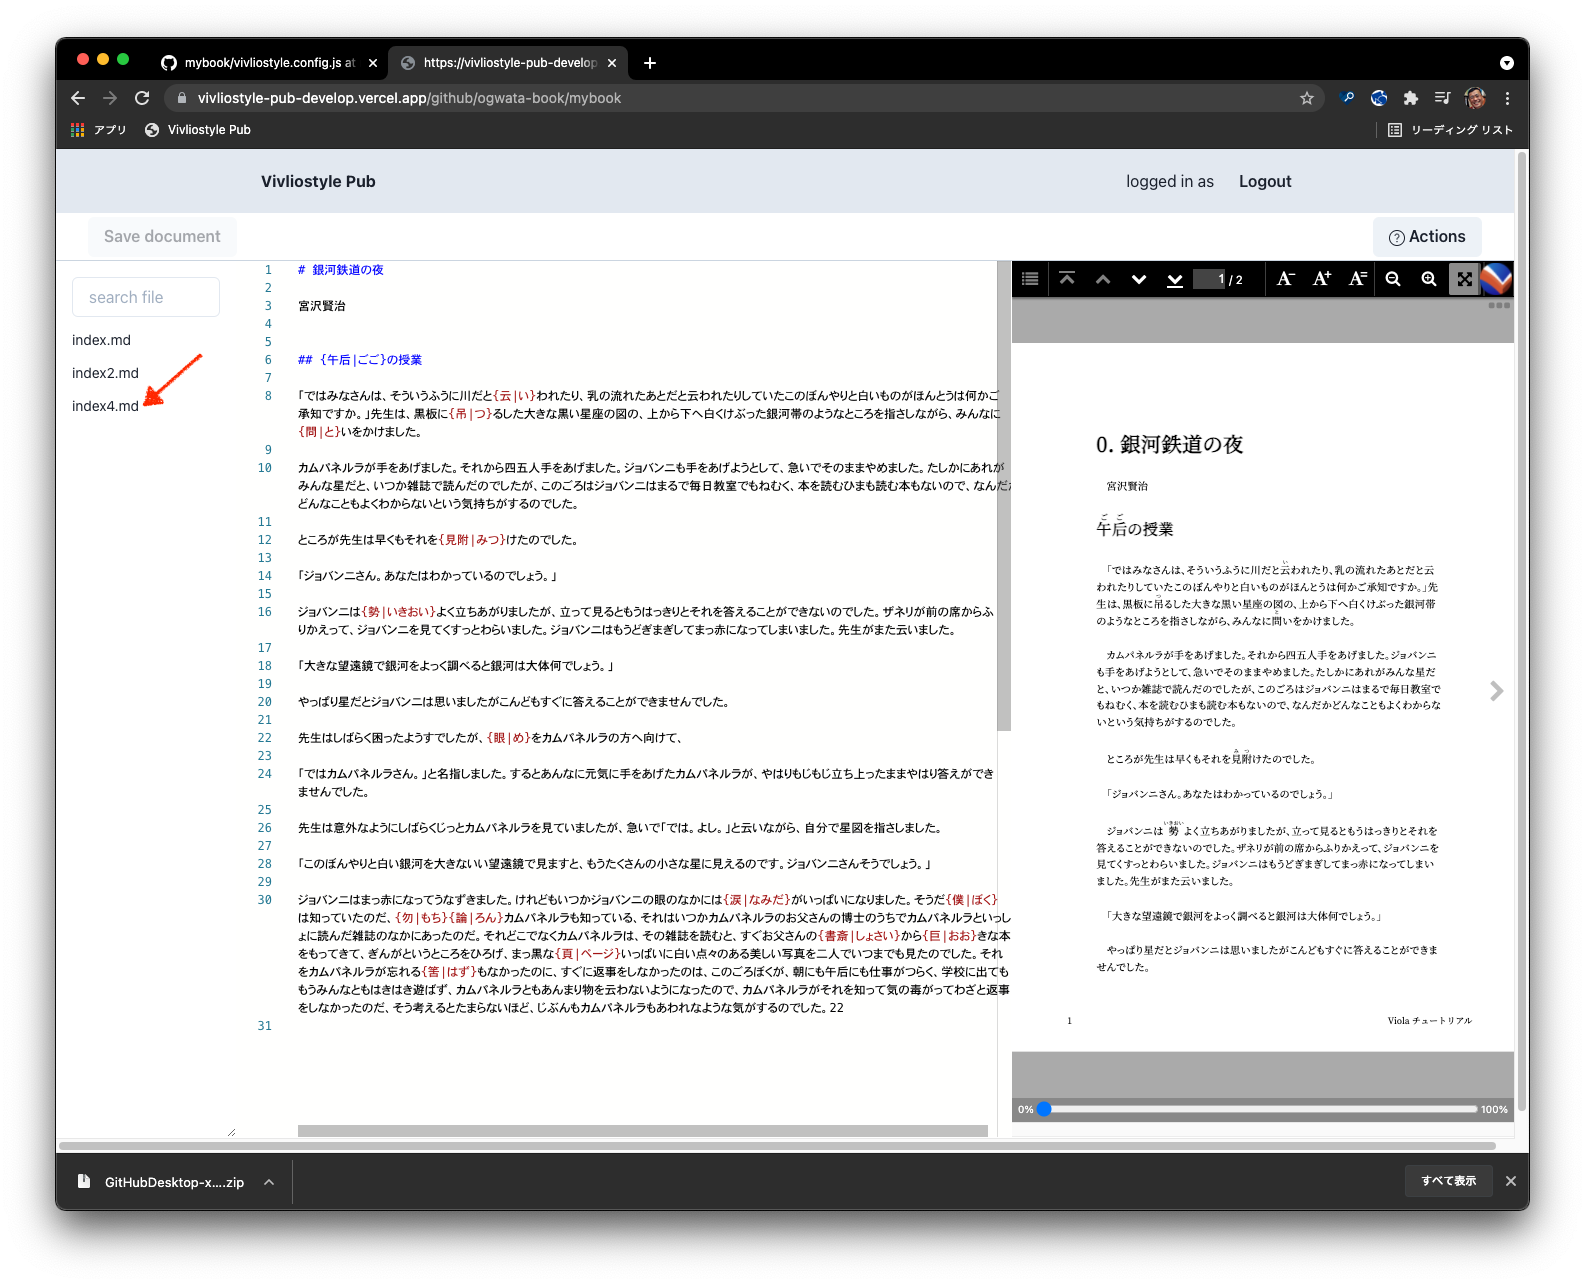 mybook/vivliostyle.config.js at
https://vivliostyle-pub-develop
vivliostyle-pub-develop.vercel.app/github/ogwata-book/mybook
アプリ
Vivliostyle Pub
リーディング リスト
Vivliostyle Pub
logged in as
Logout
Save document
Actions
search file
index.md
index2.md
index4.md
1 # 銀河鉄道の夜
2
3 宮沢賢治
4
5
6 ## {午后|ごご}の授業
7
8 「ではみなさんは、そういうふうに川だと{云|い}われたり、乳の流れたあとだと云われたりしていたこのぼんやりと白いものがほんとうは何かご
承知ですか。」先生は、黒板に{吊|つ}るした大きな黒い星座の図の、上から下へ白くけぶった銀河帯のようなところを指さしながら、みんなに
{問|と}いをかけました。
9
10 カムパネルラが手をあげました。それから四五人手をあげました。ジョバンニも手をあげようとして、急いでそのままやめました。たしかにあれが
みんな星だと、いつか雑誌で読んだのでしたが、このごろはジョバンニはまるで毎日教室でもねむく、本を読むひまも読む本もないので、なんだか
どんなこともよくわからないという気持ちがするのでした。
11
12 ところが先生は早くもそれを{見附|みつ}けたのでした。
13
14 「ジョバンニさん。あなたはわかっているのでしょう。」
15
16 ジョバンニは{勢|いきおい}よく立ちあがりましたが、立って見るともうはっきりとそれを答えることができないのでした。ザネリが前の席からふ
りかえって、ジョバンニを見てくすっとわらいました。ジョバンニはもうどぎまぎしてまっ赤になってしまいました。先生がまた云いました。
17
18 「大きな望遠鏡で銀河をよっく調べると銀河は大体何でしょう。」
19
20 やっぱり星だとジョバンニは思いましたがこんどもすぐに答えることができませんでした。
21
22 先生はしばらく困ったようすでしたが、{眼|め}をカムパネルラの方へ向けて、
23
24 「ではカムパネルラさん。」と名指しました。するとあんなに元気に手をあげたカムパネルラが、やはりもじもじ立ち上ったままやはり答えができ
ませんでした。
25
26 先生は意外なようにしばらくじっとカムパネルラを見ていましたが、急いで「では。よし。」と云いながら、自分で星図を指さしました。
27
28 「このぼんやりと白い銀河を大きないい望遠鏡で見ますと、もうたくさんの小さな星に見えるのです。ジョバンニさんそうでしょう。」
29
30 ジョバンニはまっ赤になってうなずきました。けれどもいつかジョバンニの眼のなかには{涙|なみだ}がいっぱいになりました。そうだ{僕|ぼく}
は知っていたのだ、{勿|もち}{論|ろん}カムパネルラも知っている、それはいつかカムパネルラのお父さんの博士のうちでカムパネルラといっし
ょに読んだ雑誌のなかにあったのだ。それどこでなくカムパネルラは、その雑誌を読むと、すぐお父さんの{書斎|しょさい}から{巨|おお}きな本
をもってきて、ぎんがというところをひろげ、まっ黒な{頁|ページ}いっぱいに白い点々のある美しい写真を二人でいつまでも見たのでした。それ
をカムパネルラが忘れる{筈|はず}もなかったのに、すぐに返事をしなかったのは、このごろぼくが、朝にも午后にも仕事がつらく、学校に出ても
もうみんなともはきはき遊ばず、カムパネルラともあんまり物を云わないようになったので、カムパネルラがそれを知って気の毒がってわざと返事
をしなかったのだ、そう考えるとたまらないほど、じぶんもカムパネルラもあわれなような気がするのでした。22
31
1 / 2
A- A+ A=
0. 銀河鉄道の夜
宮沢賢治
ごご
午后の授業
い
「ではみなさんは、そういうふうに川だと云われたり、乳の流れたあとだと云
われたりしていたこのぼんやりと白いものがほんとうは何かご承知ですか。」先
つ
生は、黒板に吊るした大きな黒い星座の図の、上から下へ白くけぶった銀河帯
と
のようなところを指さしながら、みんなに問いをかけました。
カムパネルラが手をあげました。それから四五人手をあげました。ジョバンニ
も手をあげようとして、急いでそのままやめました。たしかにあれがみんな星だ
と、いつか雑誌で読んだのでしたが、このごろはジョバンニはまるで毎日教室で
もねむく、本を読むひまも読む本もないので、なんだかどんなこともよくわからな
いという気持ちがするのでした。
みつ
ところが先生は早くもそれを見附けたのでした。
「ジョバンニさん。あなたはわかっているのでしょう。」
いきおい
ジョバンニは勢よく立ちあがりましたが、立って見るともうはっきりとそれを
答えることができないのでした。ザネリが前の席からふりかえって、ジョバンニを
見てくすっとわらいました。ジョバンニはもうどぎまぎしてまっ赤になってしまい
ました。先生がまた云いました。
「大きな望遠鏡で銀河をよっく調べると銀河は大体何でしょう。」
やっぱり星だとジョバンニは思いましたがこんどもすぐに答えることができま
せんでした。
1
Viola チュートリアル
0%
100%
GitHubDesktop-x....zip
すべて表示